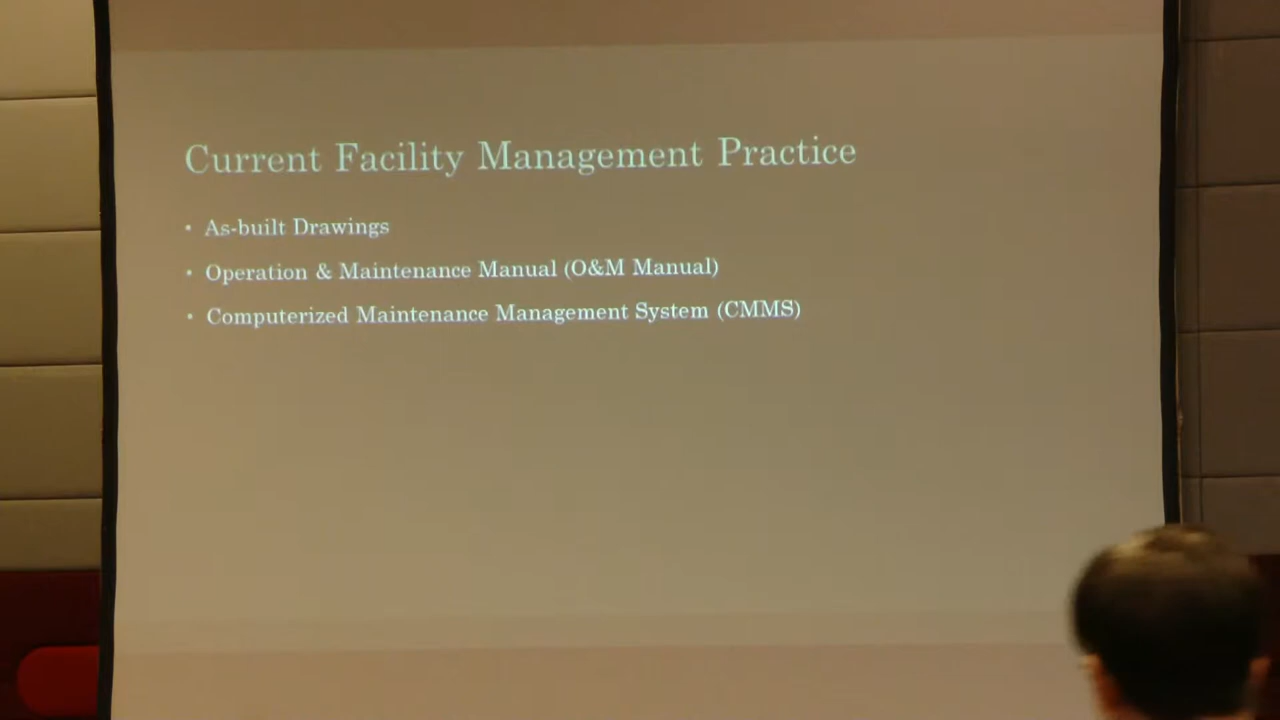 Current Facility Management Practice
• As-built Drawings
• Operation & Maintenance Manual (O&M Manual)
• Computerized Maintenance Management System (CMMS)